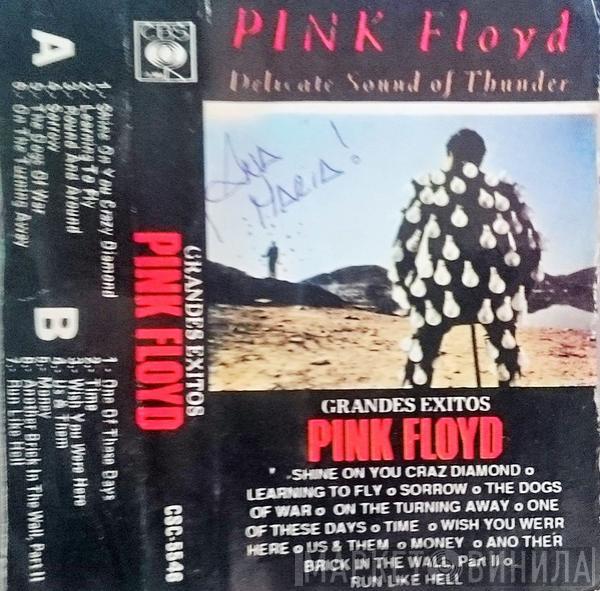 PINK Floyd
Delicate Sound of Thunder
Ana
MARIA!
GRANDES EXITOS
PINK FLOYD
SHINE ON YOU CRAZ DIAMOND o
LEARNING TO FLY o SORROW o THE DOGS
OF WAR o ON THE TURNING AWAY o ONE
OF THESE DAYS o TIME o WISH YOU WERR
HERE o US & THEM o MONEY o ANO THER
BRICK IN THE WALL, Part II o
RUN LIKE HELL
CBS
GRANDES EXITOS
PINK FLOYD
CSC-5546
A
1: Shine On You Crazy Diamond
2: Learning To Fly
3: Round And Around
4: Sorrow
5: The Dogs Of War
6: On The Turning Away
B
1: One Of These Days
2: Time
3: Wish You Were Here
4: Us & Them
5: Money
6: Another Brick In The Wall, Part II
7: Run Like Hell
МАРКЕТ ВИНИЛА